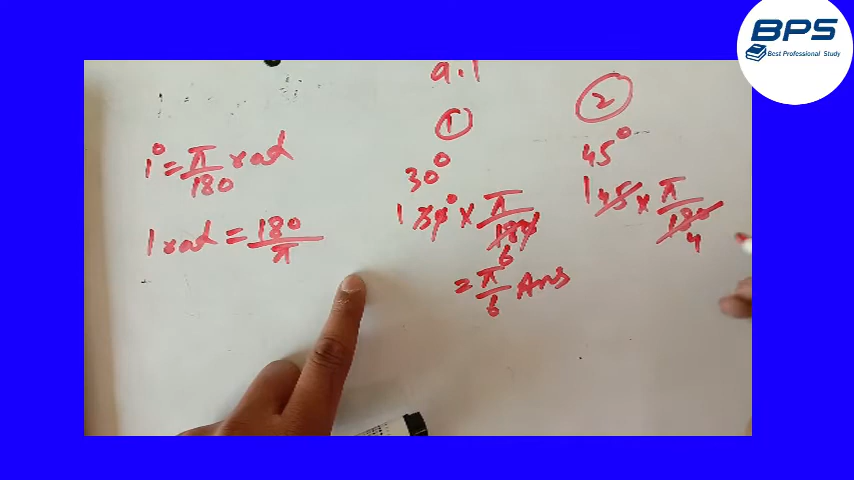 BPS
Best Professional Study
9.1
1° = π/180 rad
1 rad = 180/π
①
30°
1 30° × π/180 6
= π/6 Ans
②
45°
1 45 × π/180 4